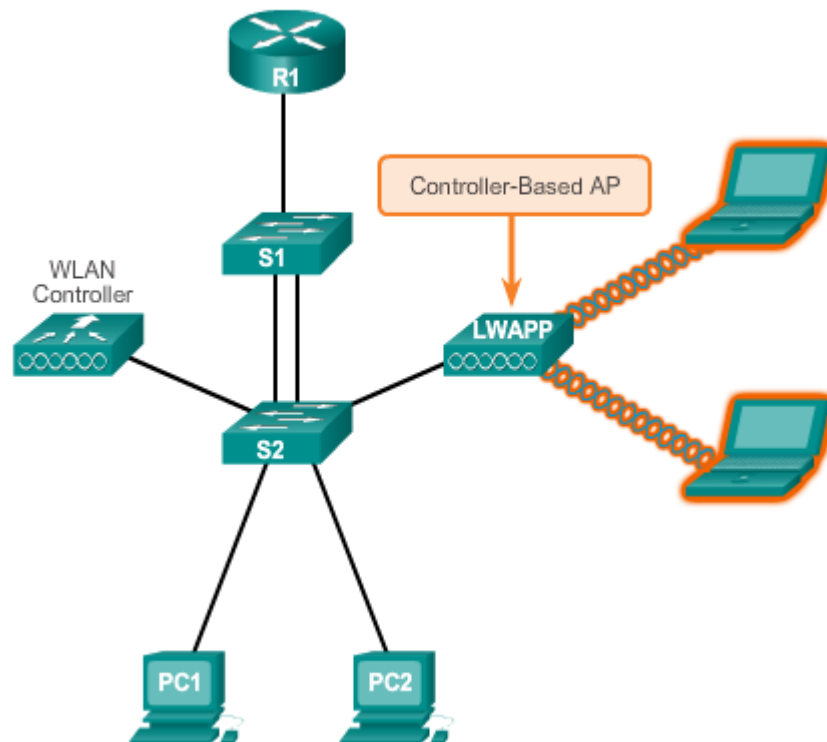 R1
Controller-Based AP
S1
WLAN
Controller
LWAPP
S2
PC1
PC2